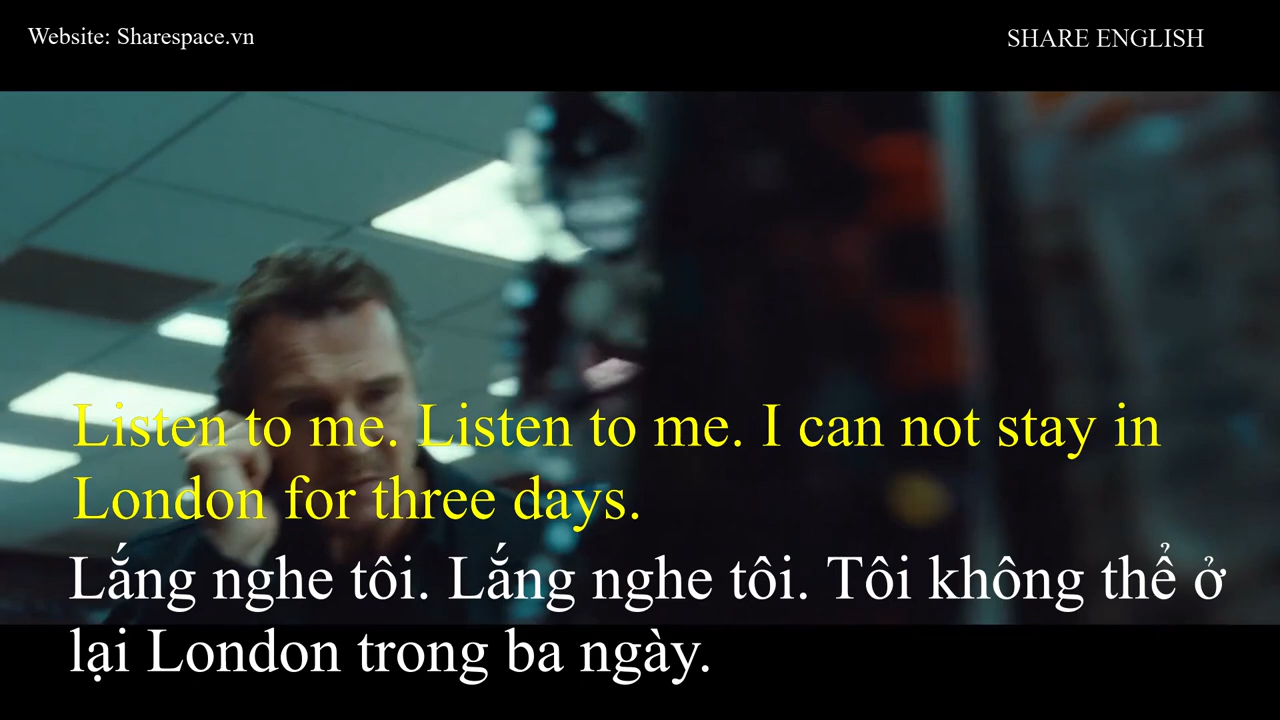 Website: Sharespace.vn
SHARE ENGLISH
Listen to me. Listen to me. I can not stay in
London for three days.
Lắng nghe tôi. Lắng nghe tôi. Tôi không thể ở
lại London trong ba ngày.